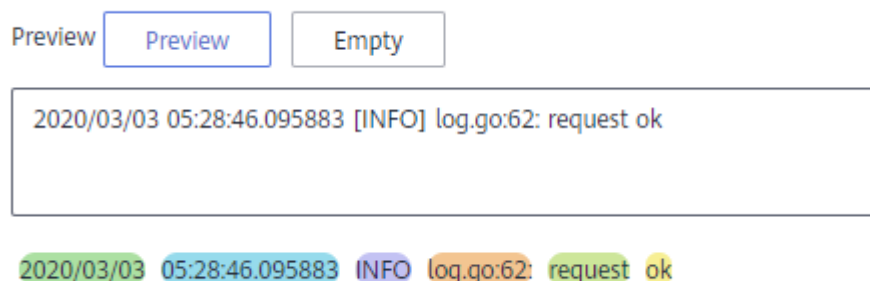 Preview Preview Empty
2020/03/03 05:28:46.095883 [INFO] log.go:62: request ok
2020/03/03 05:28:46.095883 INFO log.go:62: request ok